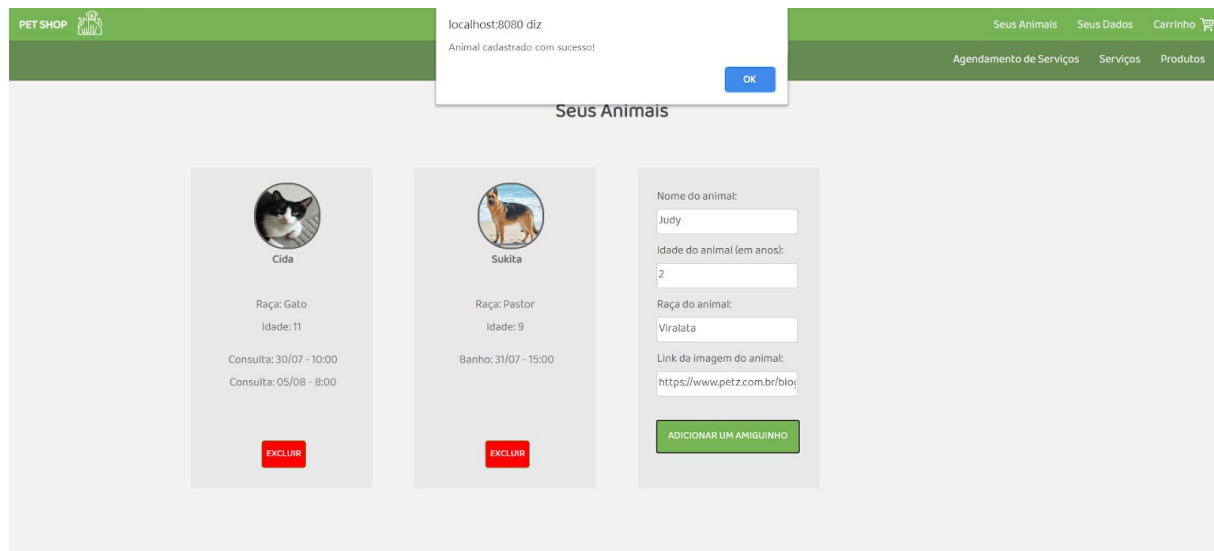 PET SHOP
localhost:8080 diz
Animal cadastrado com sucesso!
OK
Seus Animais Seus Dados Carrinho
Agendamento de Serviços Serviços Produtos
Seus Animais
Cida
Raça: Gato
Idade: 11
Consulta: 30/07 - 10:00
Consulta: 05/08 - 8:00
EXCLUIR
Sukita
Raça: Pastor
Idade: 9
Banho: 31/07 - 15:00
EXCLUIR
Nome do animal:
Judy
Idade do animal (em anos):
2
Raça do animal:
Viralata
Link da imagem do animal:
https://www.petz.com.br/blog
ADICIONAR UM AMIGUINHO